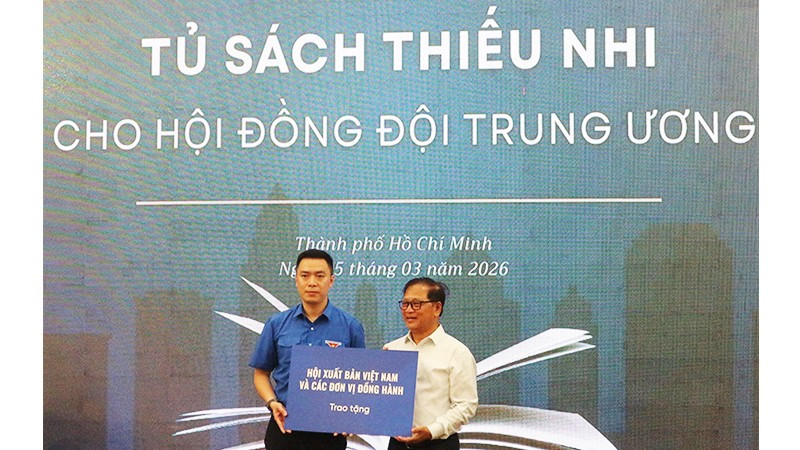 TỦ SÁCH THIẾU NHI
CHO HỘI ĐỒNG ĐỘI TRUNG ƯƠNG
Thành phố Hồ Chí Minh
5 tháng 03 năm 2026
HỘI XUẤT BẢN VIỆT NAM
VÀ CÁC ĐƠN VỊ ĐỒNG HÀNH
Trao tặng